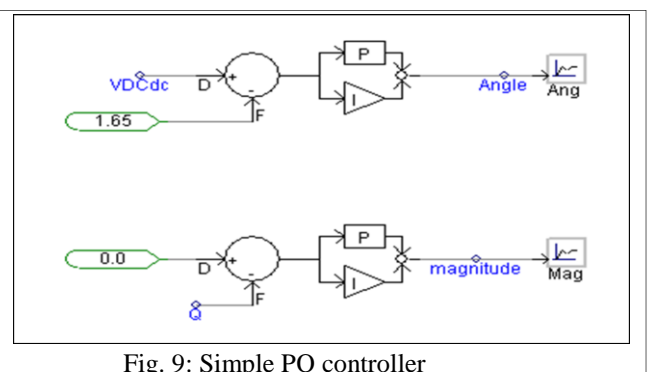 VDCdc
D
+
-
F
P
I
Angle
Ang
1.65
0.0
D
+
-
F
P
I
magnitude
Mag
Q
Fig. 9: Simple PQ controller